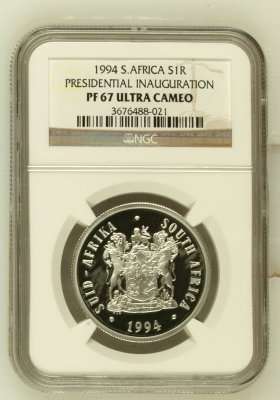 1994 S.AFRICA S1R
PRESIDENTIAL INAUGURATION
PF 67 ULTRA CAMEO
3676488-021
NGC
SUID-AFRIKA SOUTH AFRICA
1994